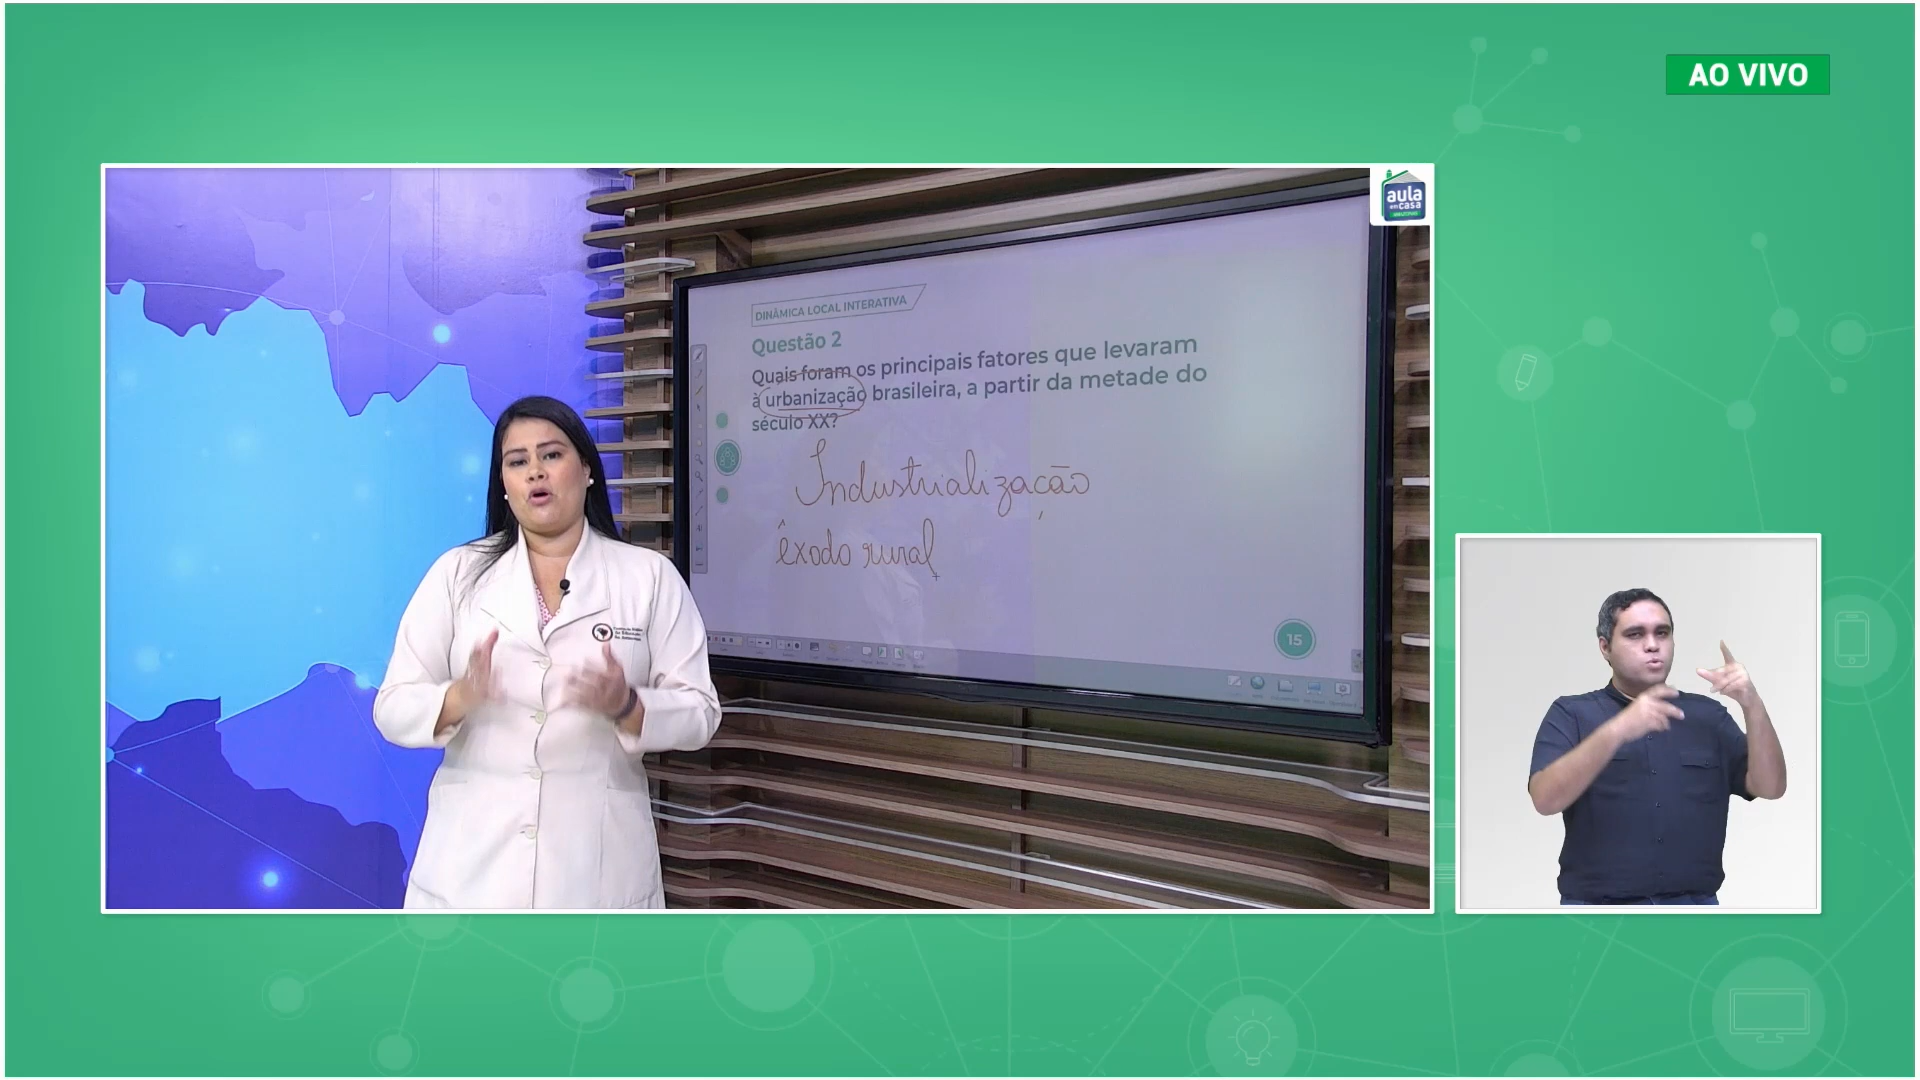 AO VIVO
aula
em casa
DINÂMICA LOCAL INTERATIVA
Questão 2
Quais foram os principais fatores que levaram
à urbanização brasileira, a partir da metade do
século XX?
Industrialização
êxodo rural
15